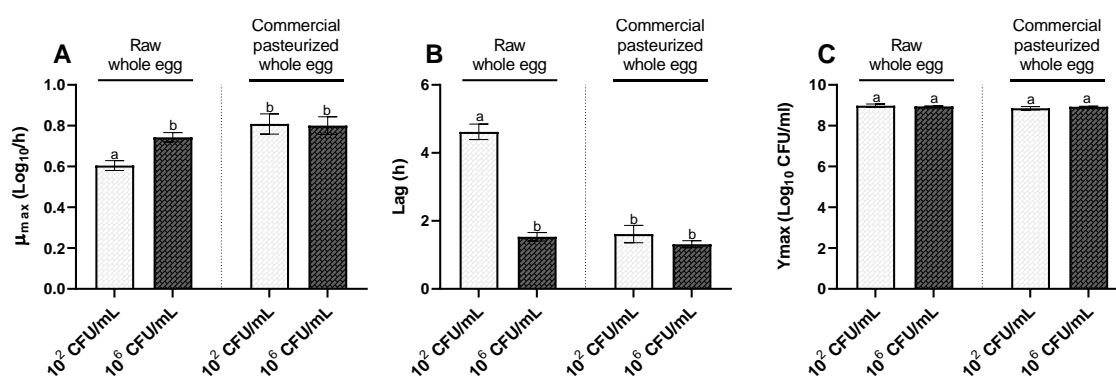 A
Raw
whole egg
Commercial
pasteurized
whole egg
μmax (Log10/h)
1.0
0.8
0.6
0.4
0.2
0.0
a
b
b
b
10² CFU/mL
10⁶ CFU/mL
10² CFU/mL
10⁶ CFU/mL
B
Raw
whole egg
Commercial
pasteurized
whole egg
Lag (h)
6
4
2
0
a
b
b
b
10² CFU/mL
10⁶ CFU/mL
10² CFU/mL
10⁶ CFU/mL
C
Raw
whole egg
Commercial
pasteurized
whole egg
Ymax (Log10 CFU/ml)
10
8
6
4
2
0
a
a
a
a
10² CFU/mL
10⁶ CFU/mL
10² CFU/mL
10⁶ CFU/mL